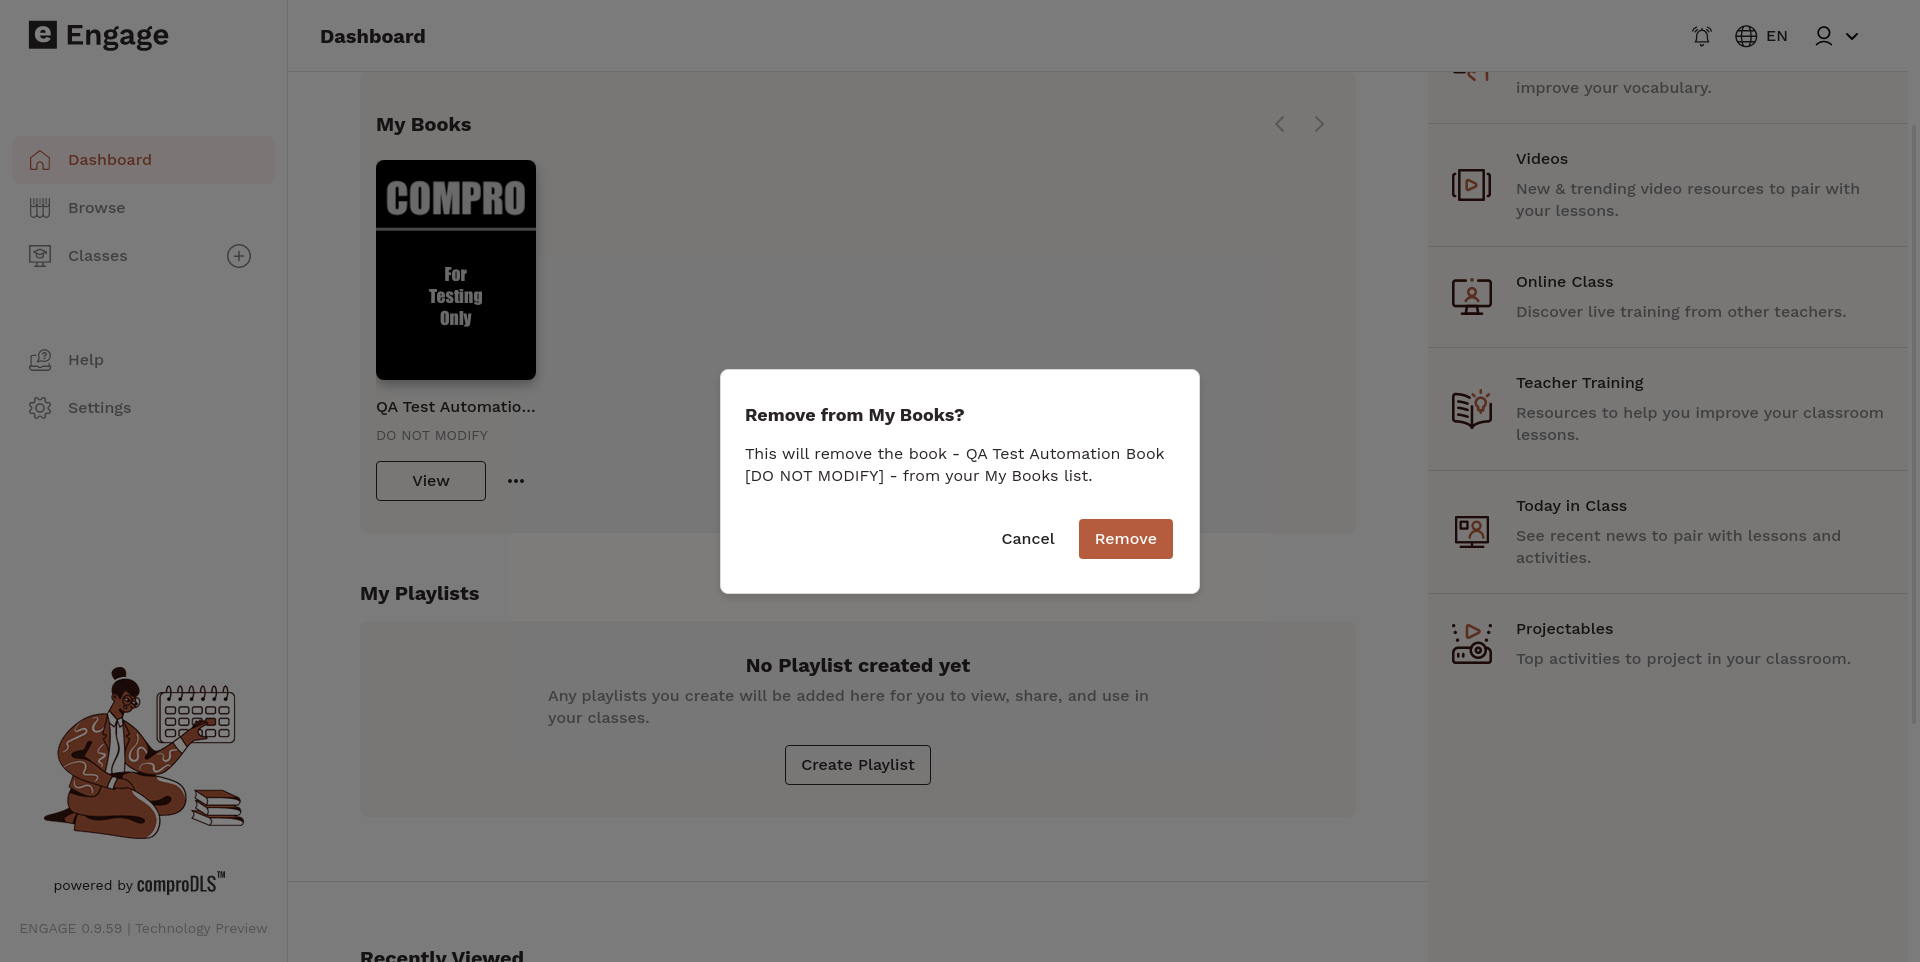 Engage
Dashboard
EN
Dashboard
Browse
Classes
Help
Settings
powered by comproDLS™
ENGAGE 0.9.59 | Technology Preview
My Books
COMPRO
For
Testing
Only
QA Test Automatio...
DO NOT MODIFY
View
Remove from My Books?
This will remove the book - QA Test Automation Book
[DO NOT MODIFY] - from your My Books list.
Cancel
Remove
My Playlists
No Playlist created yet
Any playlists you create will be added here for you to view, share, and use in
your classes.
Create Playlist
Recently Viewed
improve your vocabulary.
Videos
New & trending video resources to pair with
your lessons.
Online Class
Discover live training from other teachers.
Teacher Training
Resources to help you improve your classroom
lessons.
Today in Class
See recent news to pair with lessons and
activities.
Projectables
Top activities to project in your classroom.